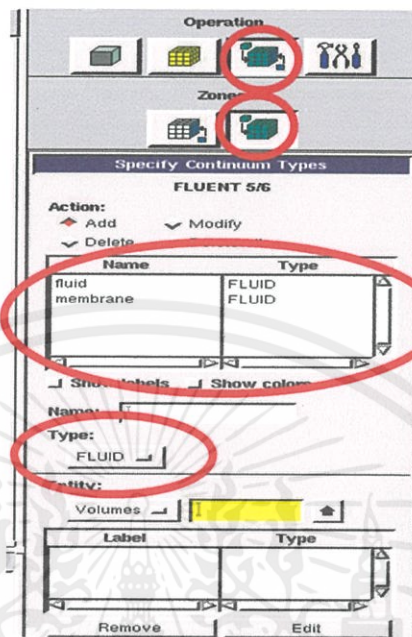 Operation
Zones
Specify Continuum Types
FLUENT 5/6
Action:
Add Modify
Delete
Name Type
fluid FLUID
membrane FLUID
Show labels Show colors
Name:
Type:
FLUID
Entity:
Volumes
Label Type
Remove Edit